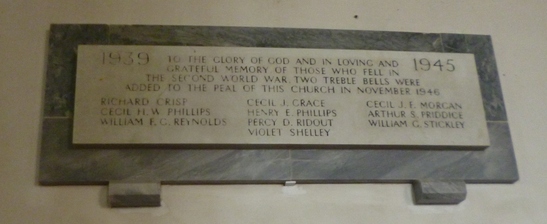 1939 TO THE GLORY OF GOD AND IN LOVING AND 1945
GRATEFUL MEMORY OF THOSE WHO FELL IN
THE SECOND WORLD WAR, TWO TREBLE BELLS WERE
ADDED TO THE PEAL OF THIS CHURCH IN NOVEMBER 1946
RICHARD CRISP CECIL J. GRACE CECIL J. F. MORGAN
CECIL H. W. PHILLIPS HENRY E. PHILLIPS ARTHUR S. PRIDDICE
WILLIAM F. G. REYNOLDS PERCY D. RIDOUT WILLIAM G. STICKLEY
VIOLET SHELLEY